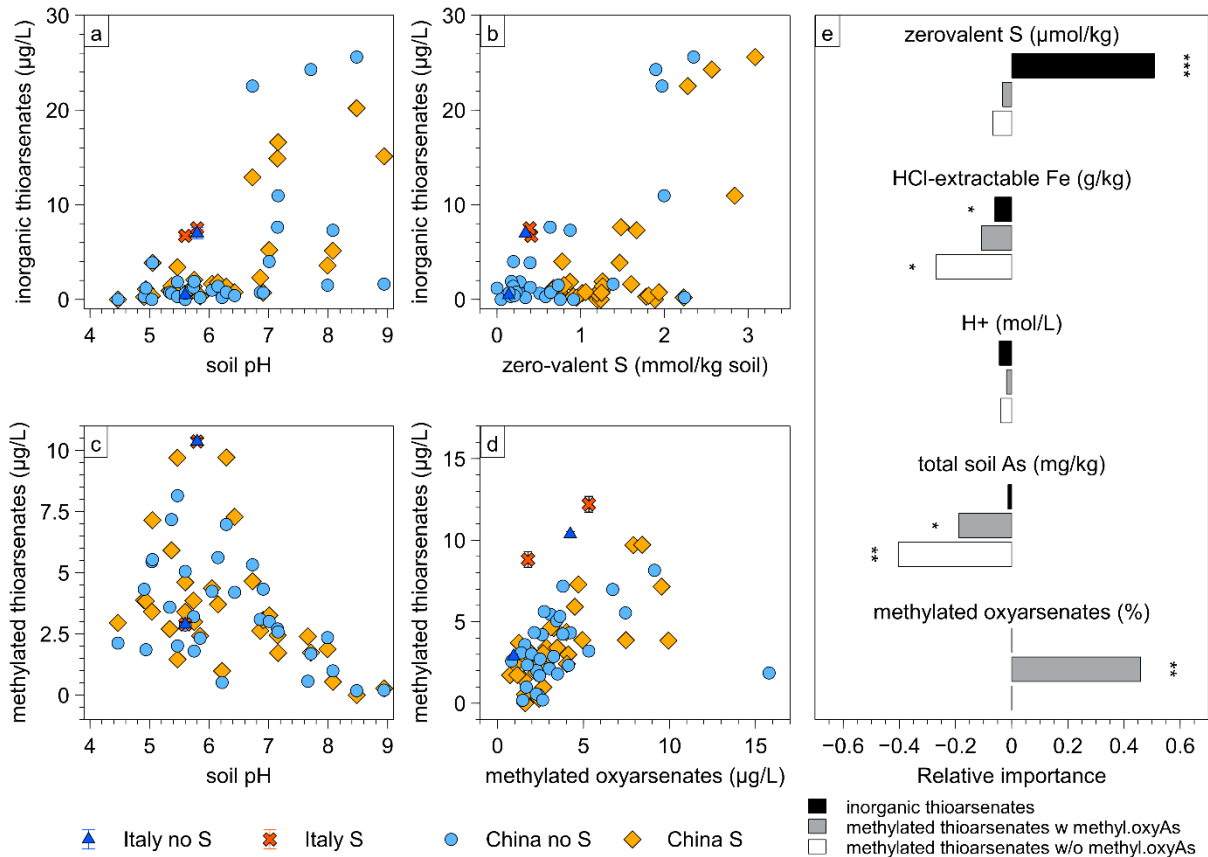 a
inorganic thioarsenates (µg/L)
30
20
10
0
4 5 6 7 8 9
soil pH
b
inorganic thioarsenates (µg/L)
30
20
10
0
0 1 2 3
zero-valent S (mmol/kg soil)
c
methylated thioarsenates (µg/L)
10
7.5
5
2.5
0
4 5 6 7 8 9
soil pH
d
methylated thioarsenates (µg/L)
15
10
5
0
0 5 10 15
methylated oxyarsenates (µg/L)
e
zerovalent S (µmol/kg)
***
HCl-extractable Fe (g/kg)
*
*
H+ (mol/L)
total soil As (mg/kg)
*
**
methylated oxyarsenates (%)
**
-0.6 -0.4 -0.2 0 0.2 0.4 0.6
Relative importance
Italy no S
Italy S
China no S
China S
inorganic thioarsenates
methylated thioarsenates w methyl.oxyAs
methylated thioarsenates w/o methyl.oxyAs